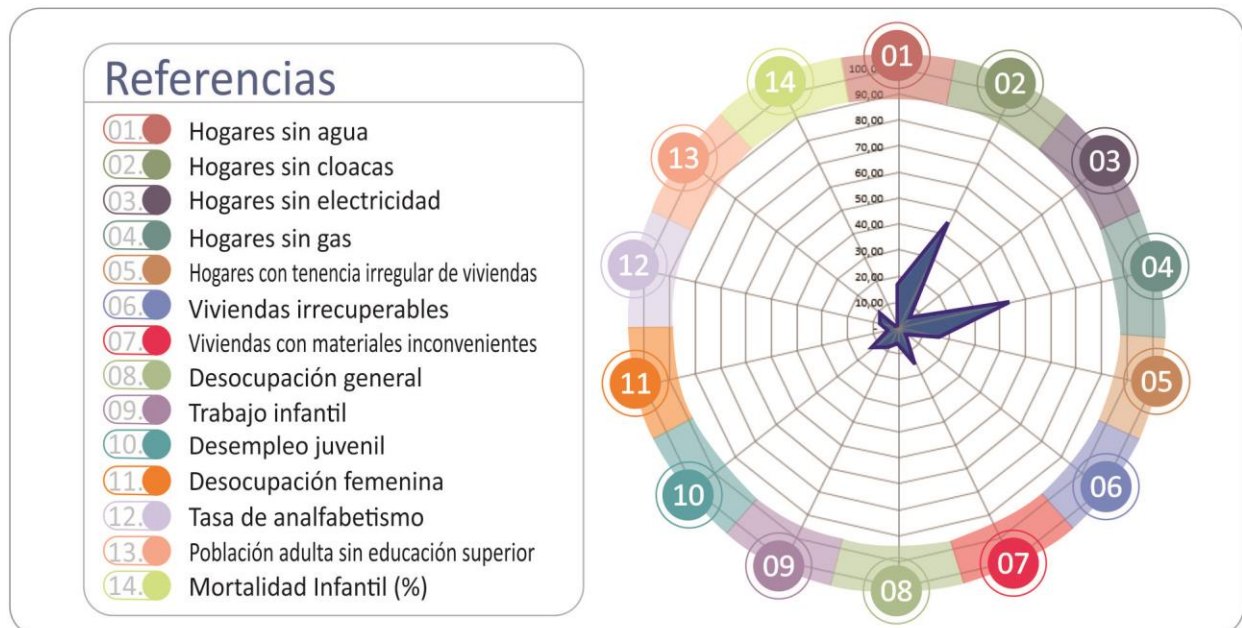 Referencias
01. Hogares sin agua
02. Hogares sin cloacas
03. Hogares sin electricidad
04. Hogares sin gas
05. Hogares con tenencia irregular de viviendas
06. Viviendas irrecuperables
07. Viviendas con materiales inconvenientes
08. Desocupación general
09. Trabajo infantil
10. Desempleo juvenil
11. Desocupación femenina
12. Tasa de analfabetismo
13. Población adulta sin educación superior
14. Mortalidad Infantil (%)
01
02
03
04
05
06
07
08
09
10
11
12
13
14
90,00
80,00
70,00
60,00
50,00
40,00
30,00
20,00
10,00
-